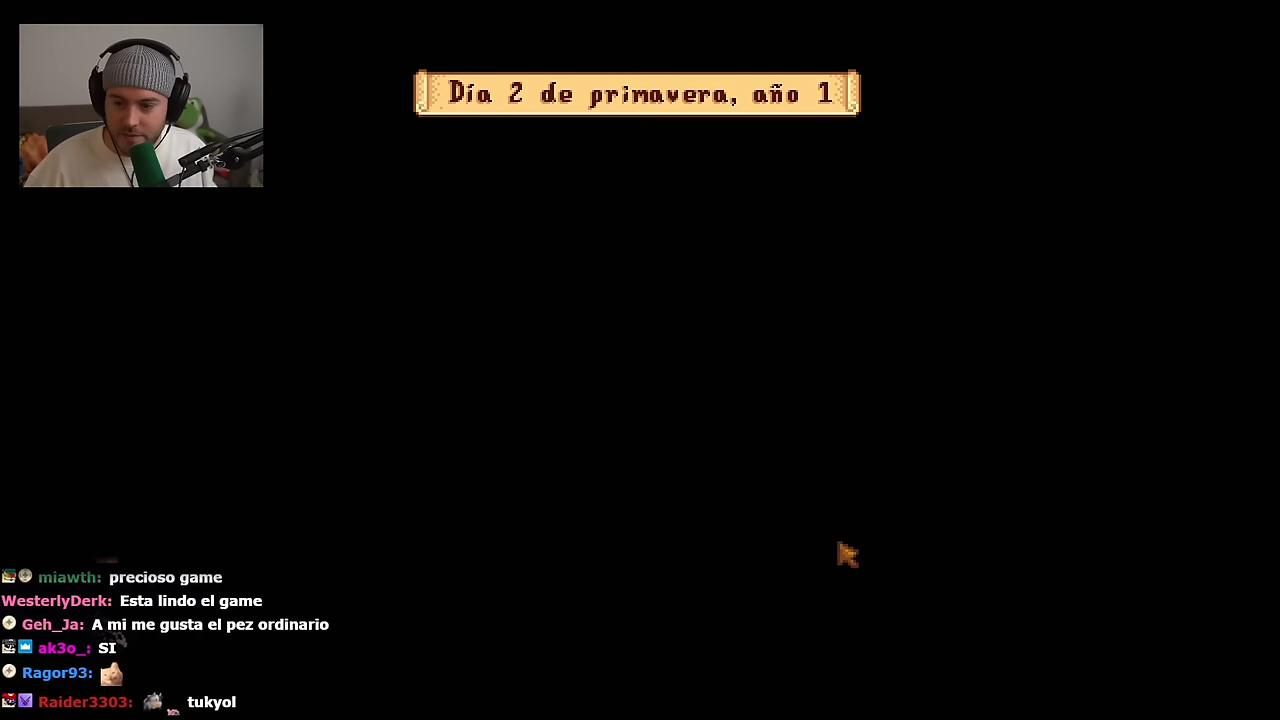 Día 2 de primavera, año 1
miawth: precioso game
WesterlyDerk: Esta lindo el game
Geh_Ja: A mi me gusta el pez ordinario
ak3o_: SI
Ragor93:
Raider3303: tukyol